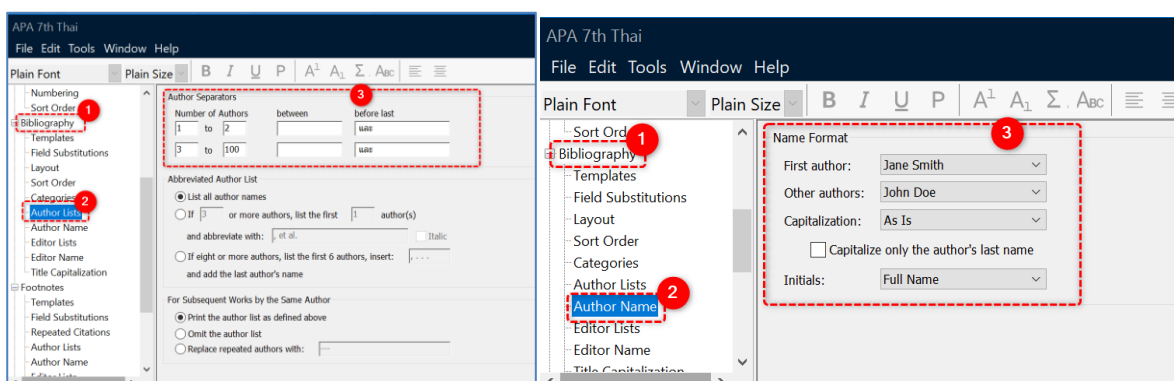 APA 7th Thai
File Edit Tools Window Help
Plain Font Plain Size B I U P A1 A1 Σ ABC
Numbering
Sort Order
1
Bibliography
Templates
Field Substitutions
Layout
Sort Order
Categories
2
Author Lists
Author Name
Editor Lists
Editor Name
Title Capitalization
Footnotes
Templates
Field Substitutions
Repeated Citations
Author Lists
Author Name
Editor Lists
Author Separators
3
Number of Authors between before last
1 to 2 และ
3 to 100 และ
Abbreviated Author List
List all author names
If 3 or more authors, list the first 1 author(s)
and abbreviate with: , et al. Italic
If eight or more authors, list the first 6 authors, insert: , . . .
and add the last author's name
For Subsequent Works by the Same Author
Print the author list as defined above
Omit the author list
Replace repeated authors with: ---
APA 7th Thai
File Edit Tools Window Help
Plain Font Plain Size B I U P A1 A1 Σ ABC
Sort Order
1
Bibliography
Templates
Field Substitutions
Layout
Sort Order
Categories
Author Lists
2
Author Name
Editor Lists
Editor Name
Title Capitalization
3
Name Format
First author: Jane Smith
Other authors: John Doe
Capitalization: As Is
Capitalize only the author's last name
Initials: Full Name